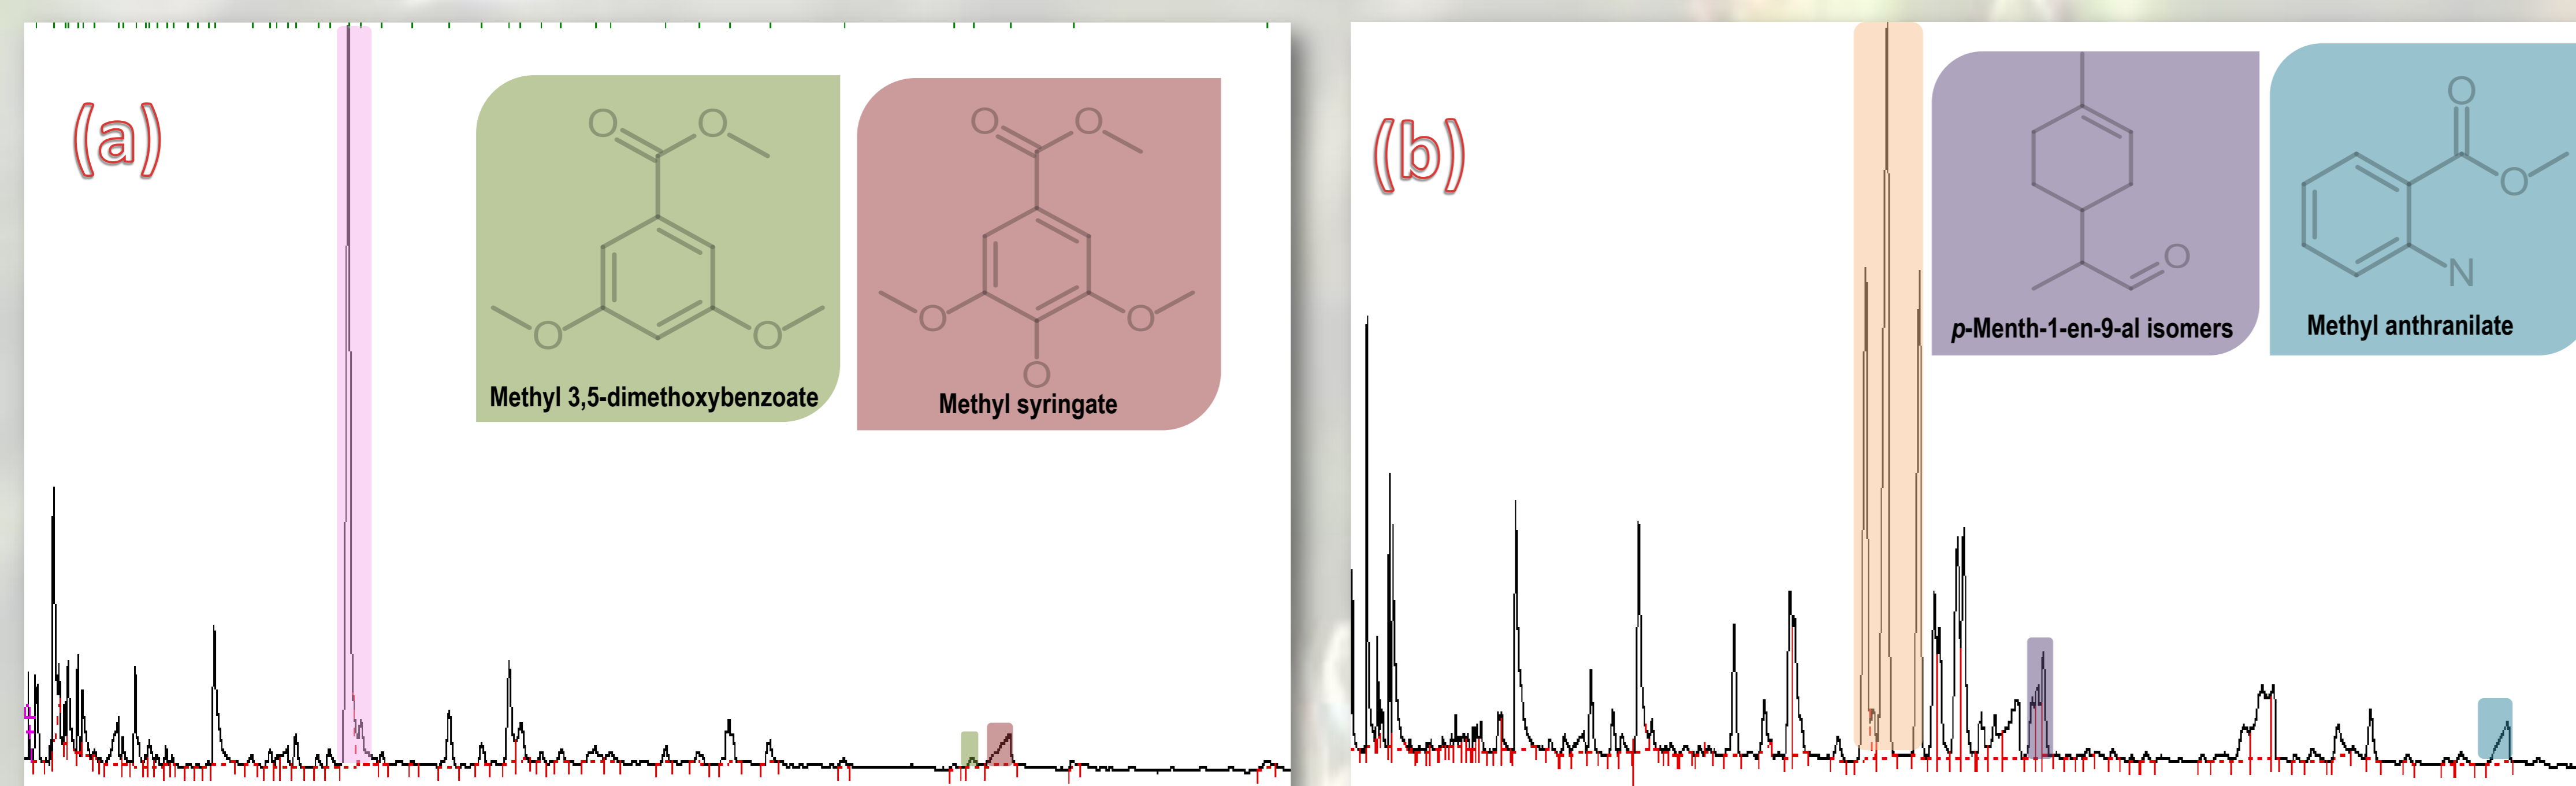 (a)
O
O
O
O
Methyl 3,5-dimethoxybenzoate
O
O
O
O
O
Methyl syringate
(b)
O
p-Menth-1-en-9-al isomers
O
O
N
Methyl anthranilate